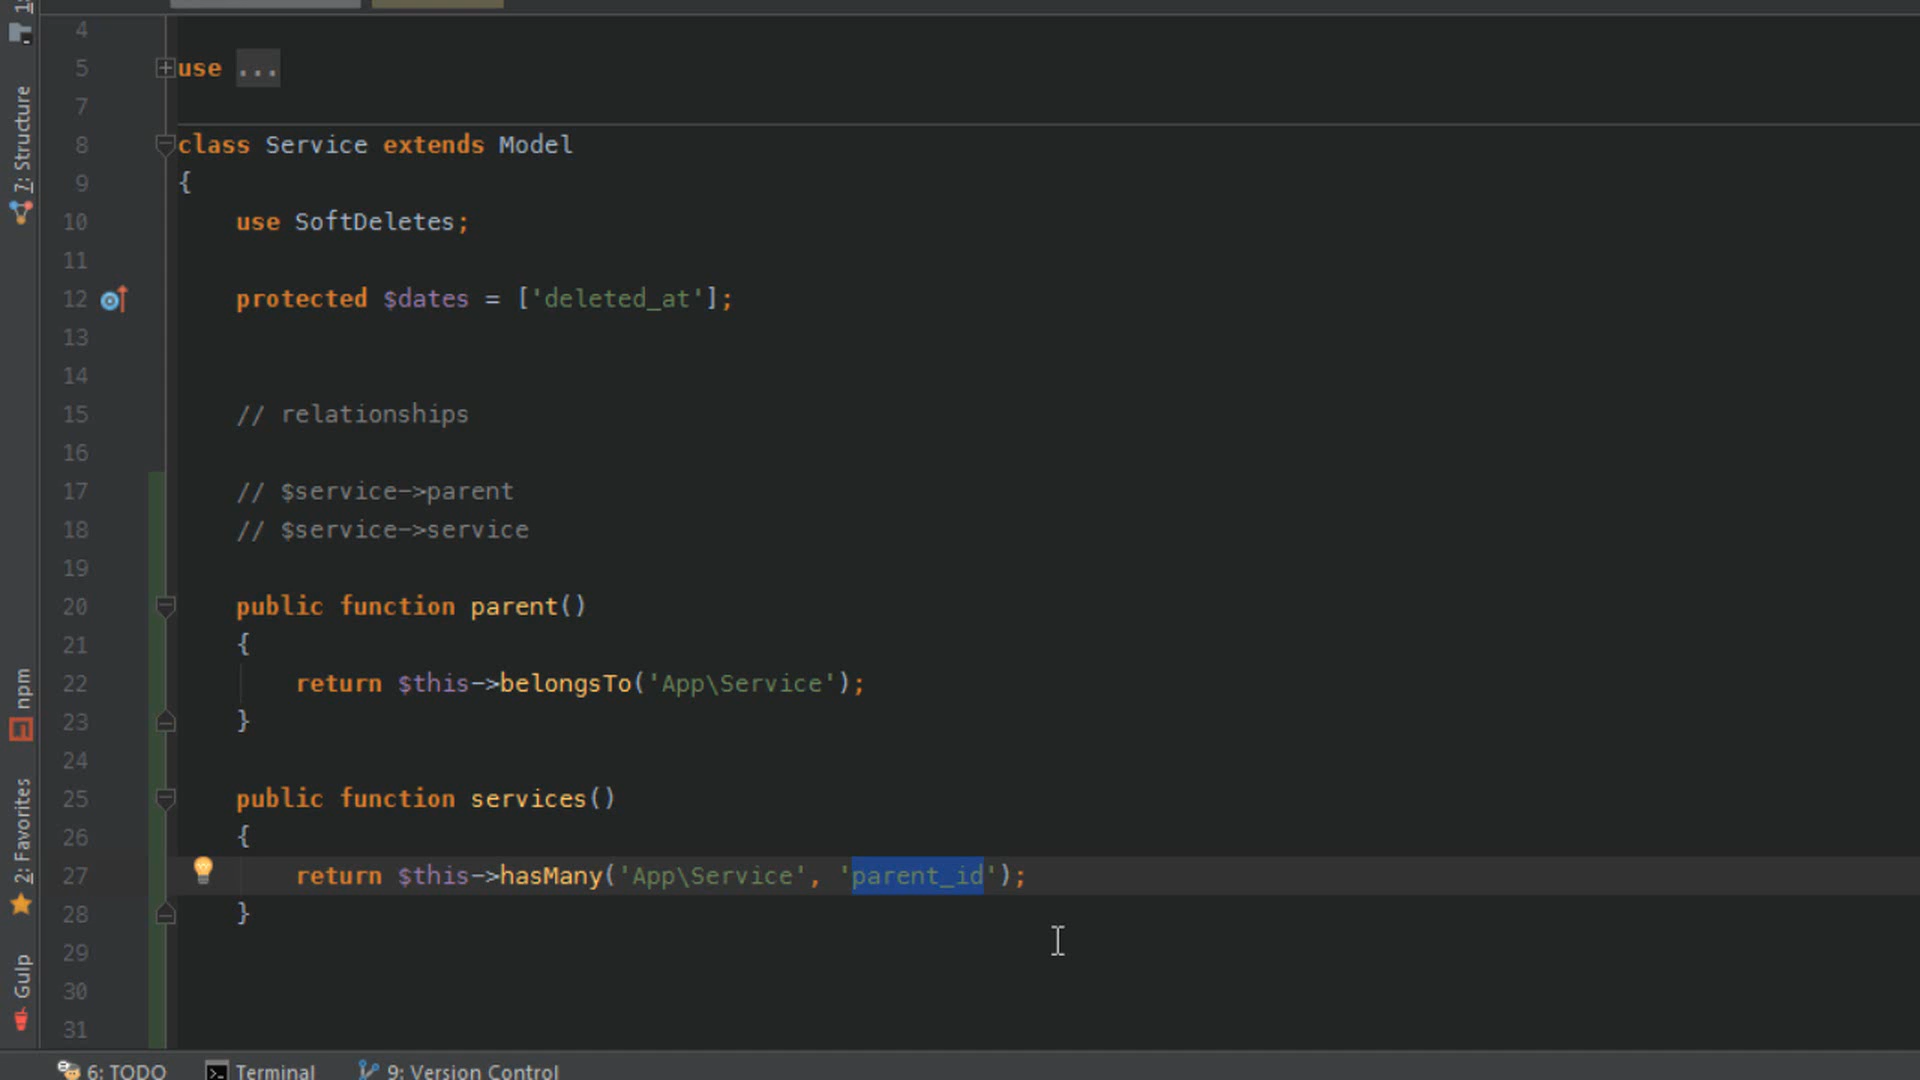 4
5 use ...
7
8 class Service extends Model
9 {
10 use SoftDeletes;
11
12 protected $dates = ['deleted_at'];
13
14
15 // relationships
16
17 // $service->parent
18 // $service->service
19
20 public function parent()
21 {
22 return $this->belongsTo('App\Service');
23 }
24
25 public function services()
26 {
27 return $this->hasMany('App\Service', 'parent_id');
28 }
29
30
31
7: Structure
npm
2: Favorites
Gulp
6: TODO
Terminal
9: Version Control